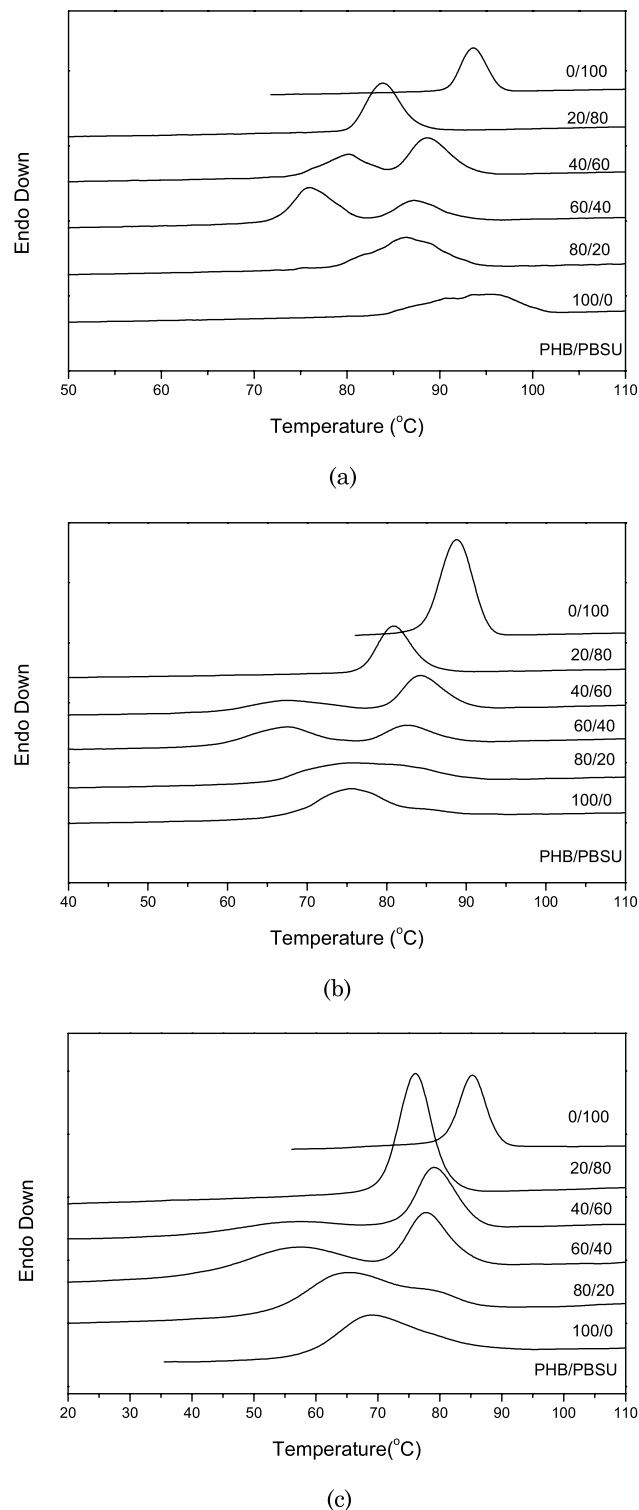 Endo Down
0/100
20/80
40/60
60/40
80/20
100/0
PHB/PBSU
50 60 70 80 90 100 110
Temperature (°C)
(a)
Endo Down
0/100
20/80
40/60
60/40
80/20
100/0
PHB/PBSU
40 50 60 70 80 90 100 110
Temperature (°C)
(b)
Endo Down
0/100
20/80
40/60
60/40
80/20
100/0
PHB/PBSU
20 30 40 50 60 70 80 90 100 110
Temperature(°C)
(c)